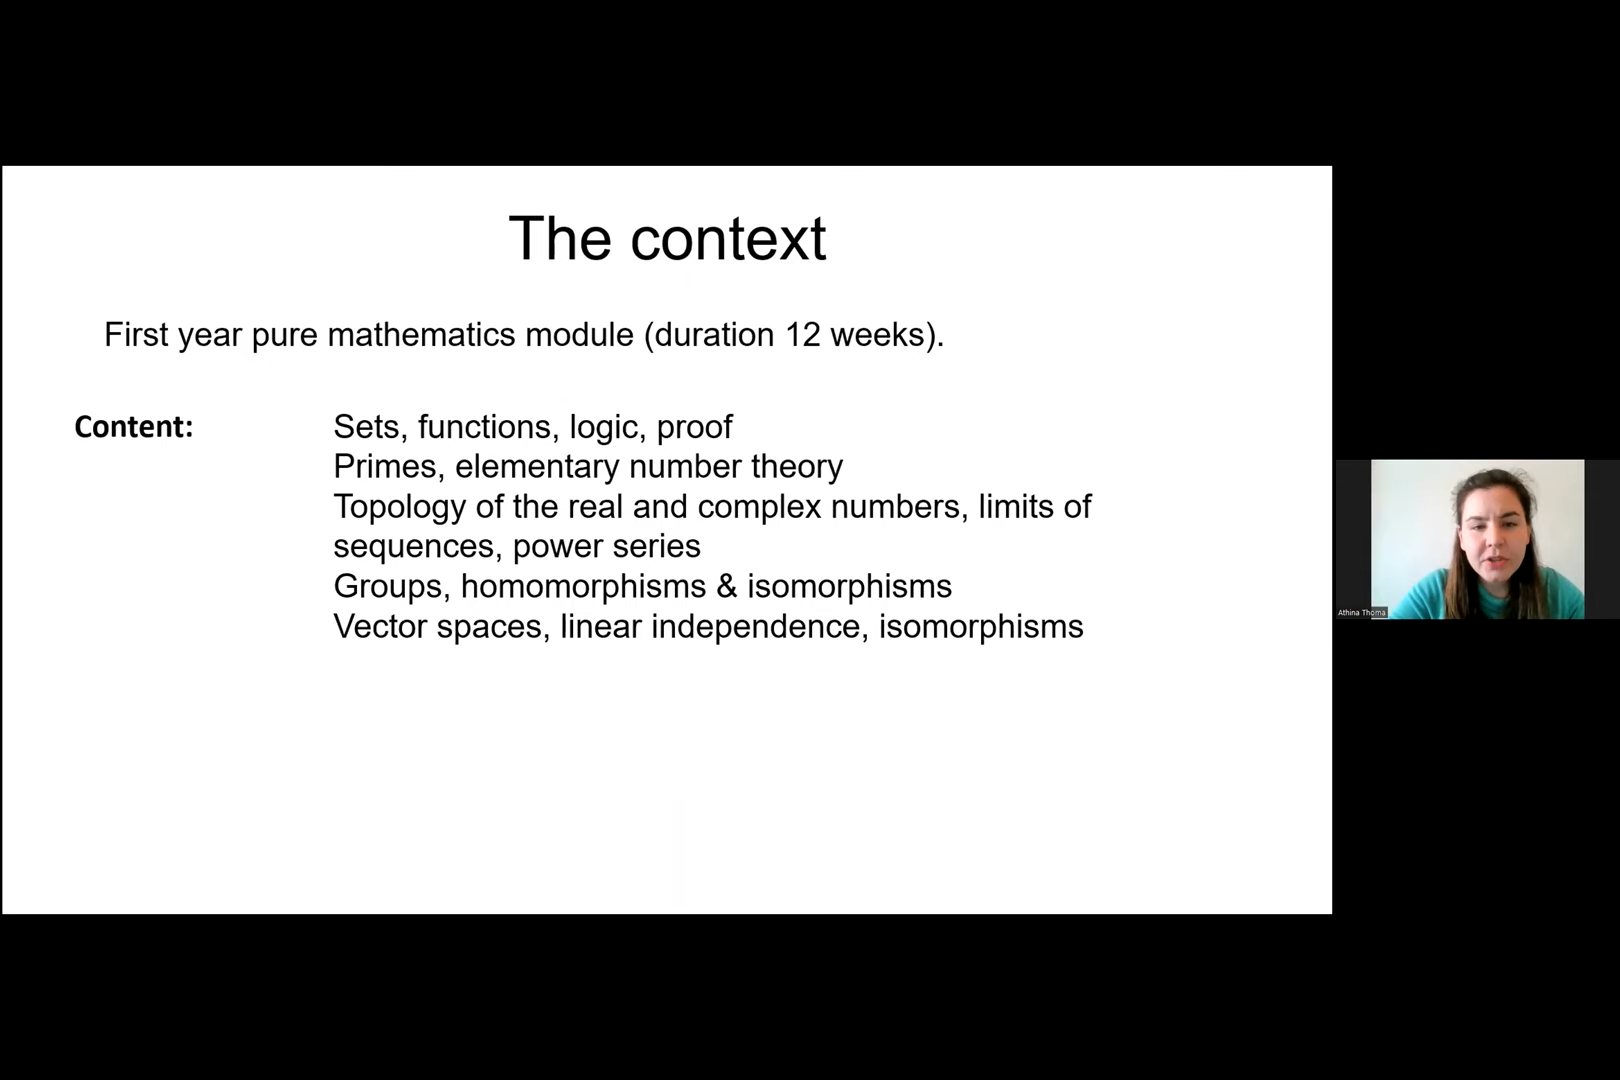 The context
First year pure mathematics module (duration 12 weeks).
Content:
Sets, functions, logic, proof
Primes, elementary number theory
Topology of the real and complex numbers, limits of
sequences, power series
Groups, homomorphisms & isomorphisms
Vector spaces, linear independence, isomorphisms
Athina Thoma